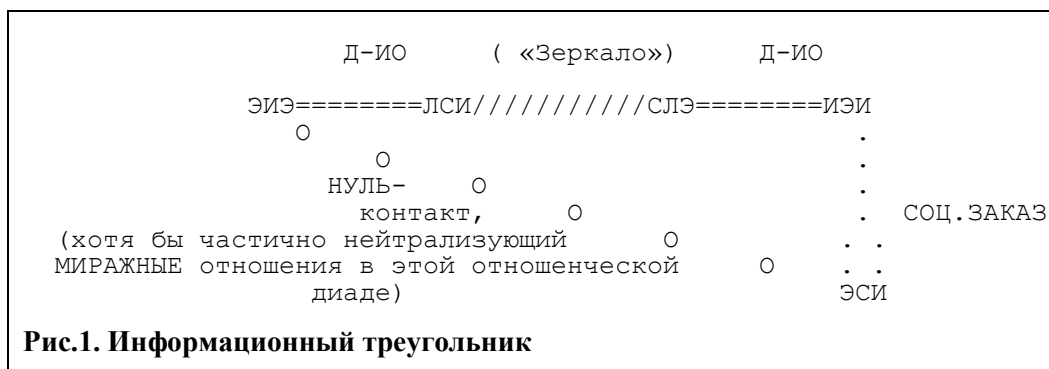 Д-ИО ( «Зеркало») Д-ИО
ЭИЭ========ЛСИ///////////СЛЭ========ИЭИ
О .
О .
НУЛЬ- О .
контакт, О . СОЦ.ЗАКАЗ
(хотя бы частично нейтрализующий О . .
МИРАЖНЫЕ отношения в этой отношенческой О . .
диаде) ЭСИ
Рис.1. Информационный треугольник